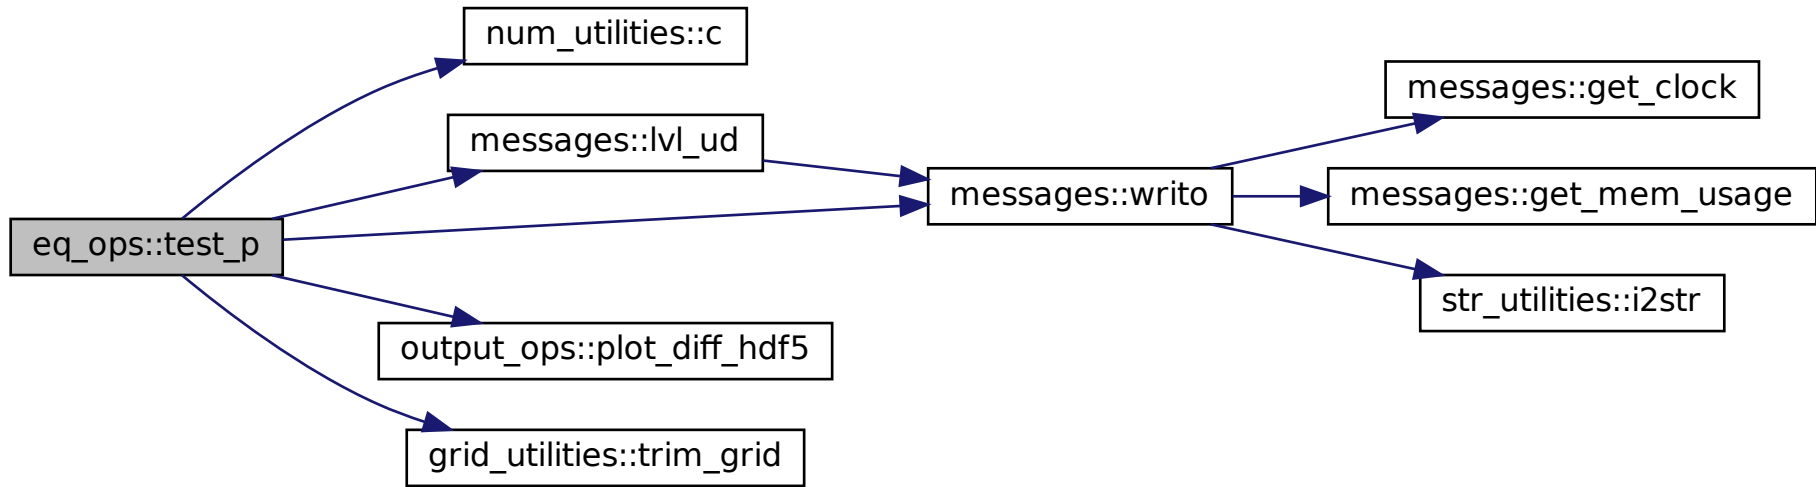 num_utilities::c
messages::get_clock
messages::lvl_ud
messages::writo
messages::get_mem_usage
eq_ops::test_p
str_utilities::i2str
output_ops::plot_diff_hdf5
grid_utilities::trim_grid